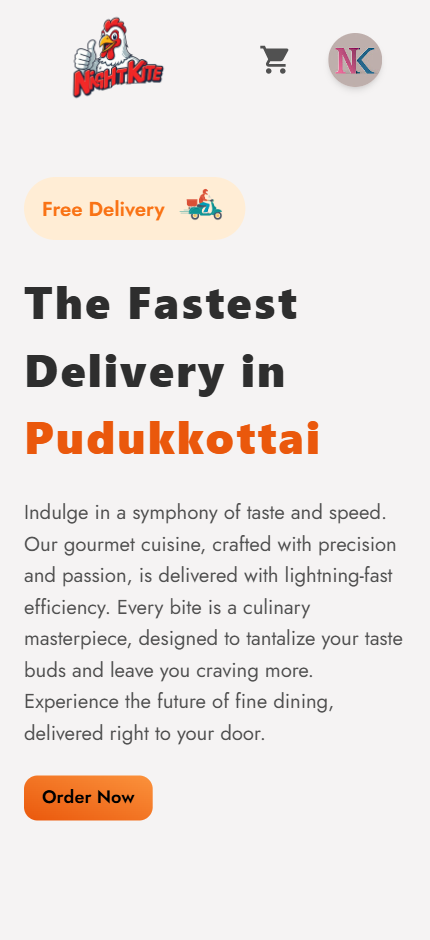 NIGHTKITE
NK
Free Delivery
The Fastest
Delivery in
Pudukkottai
Indulge in a symphony of taste and speed.
Our gourmet cuisine, crafted with precision
and passion, is delivered with lightning-fast
efficiency. Every bite is a culinary
masterpiece, designed to tantalize your taste
buds and leave you craving more.
Experience the future of fine dining,
delivered right to your door.
Order Now